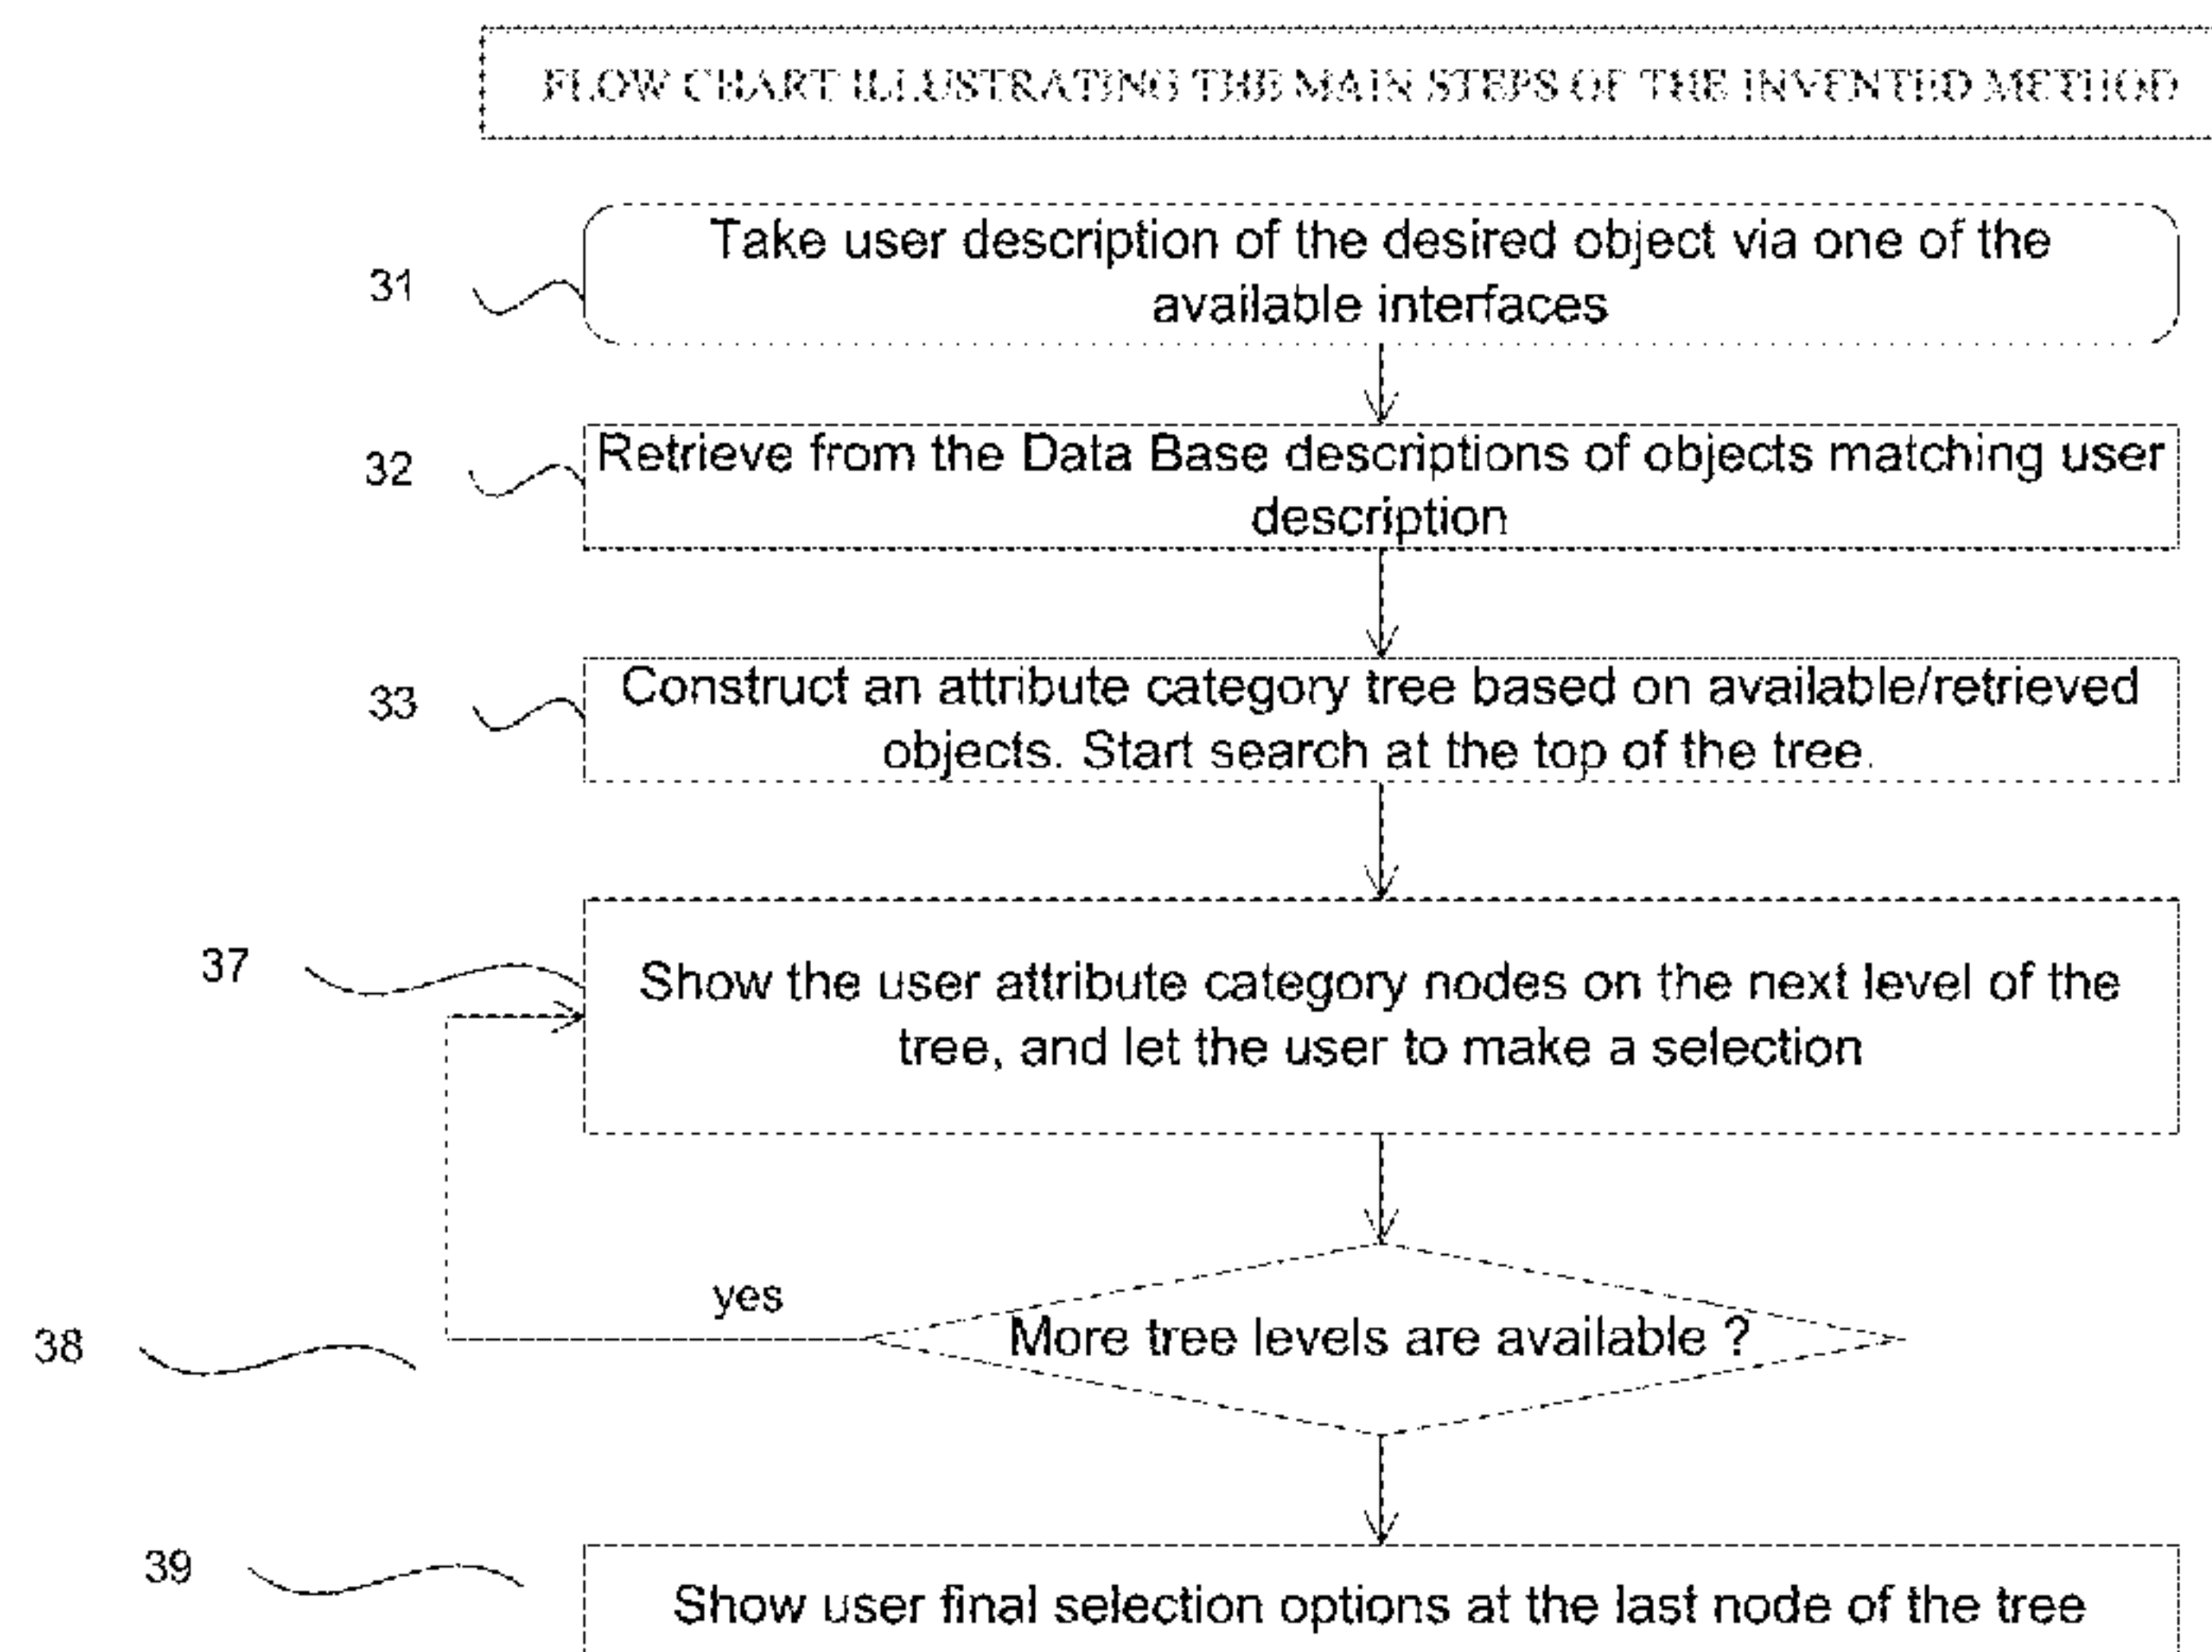 FLOW CHART ILLUSTRATING THE MAIN STEPS OF THE INVENTED METHOD
31
Take user description of the desired object via one of the
available interfaces
32
Retrieve from the Data Base descriptions of objects matching user
description
33
Construct an attribute category tree based on available/retrieved
objects. Start search at the top of the tree.
37
Show the user attribute category nodes on the next level of the
tree, and let the user to make a selection
yes
38
More tree levels are available ?
39
Show user final selection options at the last node of the tree